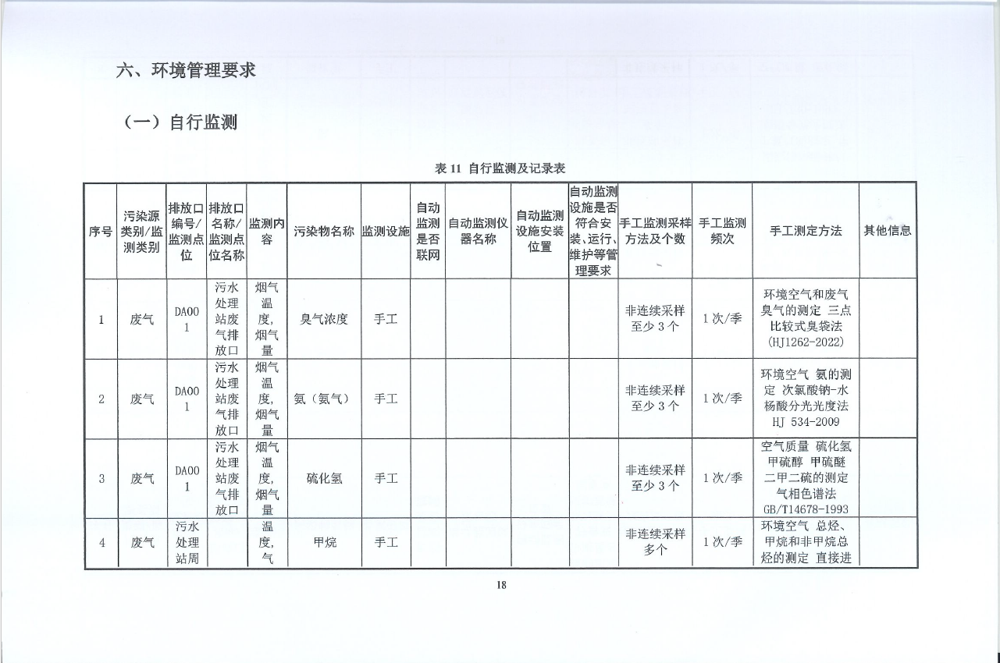 六、环境管理要求
（一）自行监测
表 11 自行监测及记录表
序号
污染源
类别/监
测类别
排放口
编号/
监测点
位
排放口
名称/
监测点
位名称
监测内
容
污染物名称
监测设施
自动
监测
是否
联网
自动监测仪
器名称
自动监测
设施安装
位置
自动监测
设施是否
符合安
装、运行、
维护等管
理要求
手工监测采样
方法及个数
手工监测
频次
手工测定方法
其他信息
1
废气
DA00
1
污水
处理
站废
气排
放口
烟气
温
度,
烟气
量
臭气浓度
手工
非连续采样
至少 3 个
1 次/季
环境空气和废气
臭气的测定 三点
比较式臭袋法
(HJ1262-2022)
2
废气
DA00
1
污水
处理
站废
气排
放口
烟气
温
度,
烟气
量
氨（氨气）
手工
非连续采样
至少 3 个
1 次/季
环境空气 氨的测
定 次氯酸钠-水
杨酸分光光度法
HJ 534-2009
3
废气
DA00
1
污水
处理
站废
气排
放口
烟气
温
度,
烟气
量
硫化氢
手工
非连续采样
至少 3 个
1 次/季
空气质量 硫化氢
甲硫醇 甲硫醚
二甲二硫的测定
气相色谱法
GB/T14678-1993
4
废气
污水
处理
站周
温
度,
气
甲烷
手工
非连续采样
多个
1 次/季
环境空气 总烃、
甲烷和非甲烷总
烃的测定 直接进
18